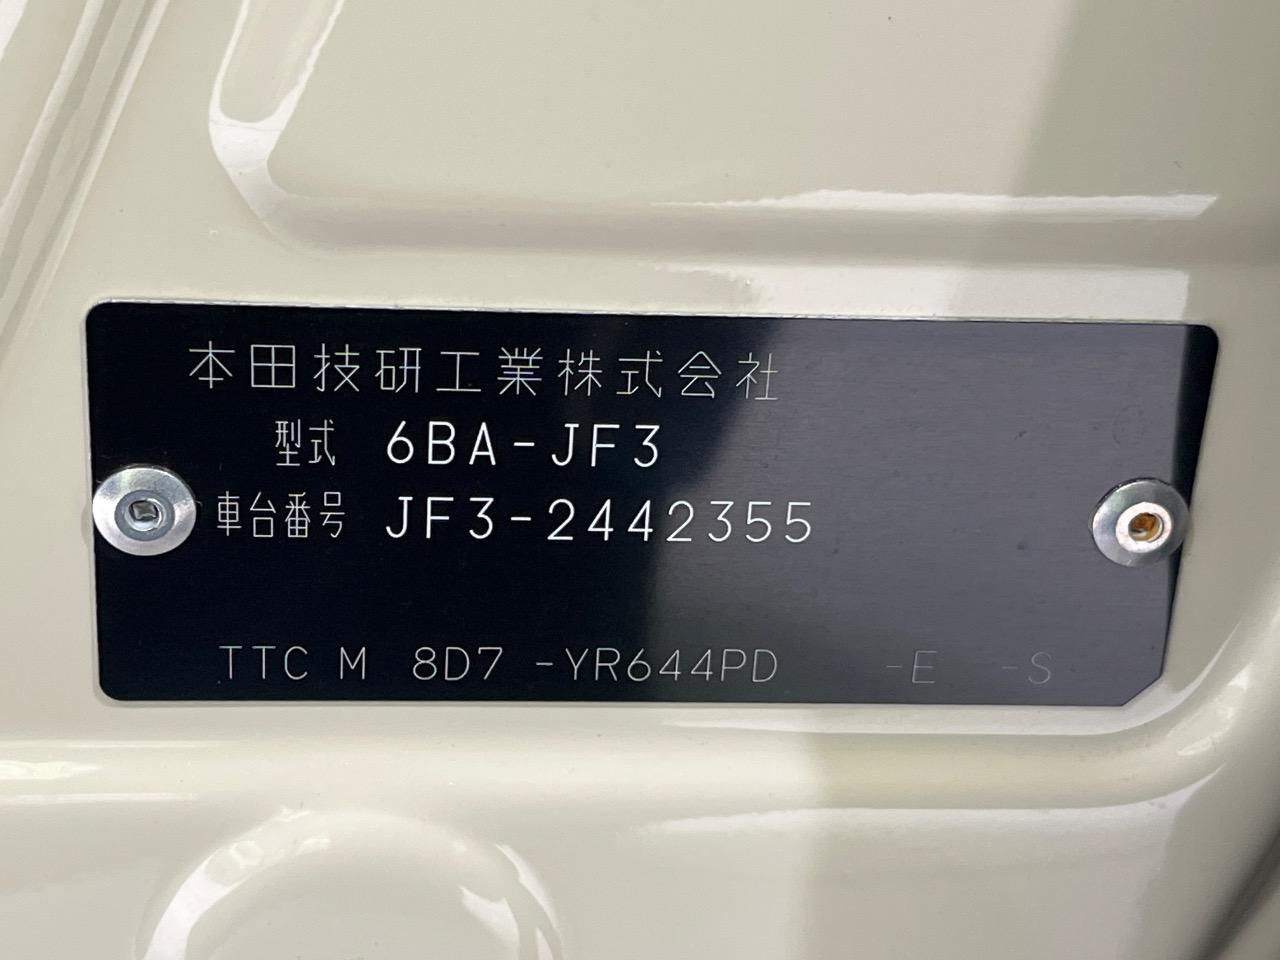 本田技研工業株式会社
型式 6BA-JF3
車台番号 JF3-2442355
TTC M 8D7 -YR644PD -E -S